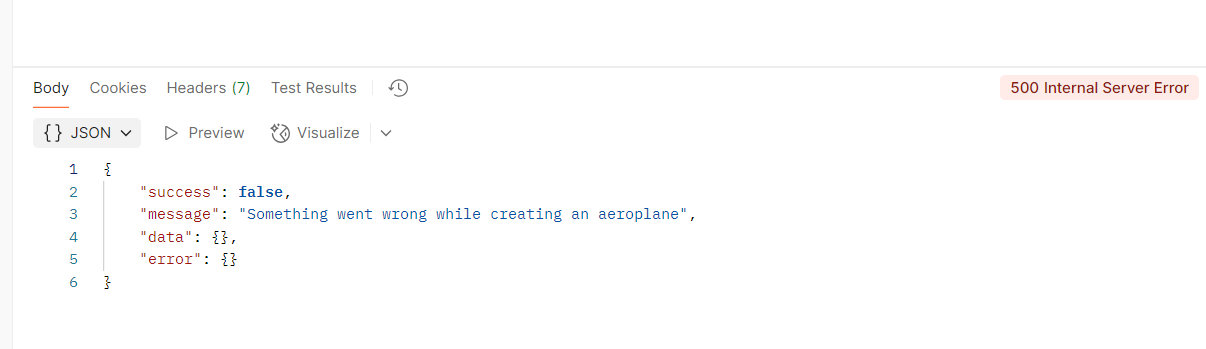 Body Cookies Headers (7) Test Results 500 Internal Server Error
{} JSON Preview Visualize
1 {
2 "success": false,
3 "message": "Something went wrong while creating an aeroplane",
4 "data": {},
5 "error": {}
6 }